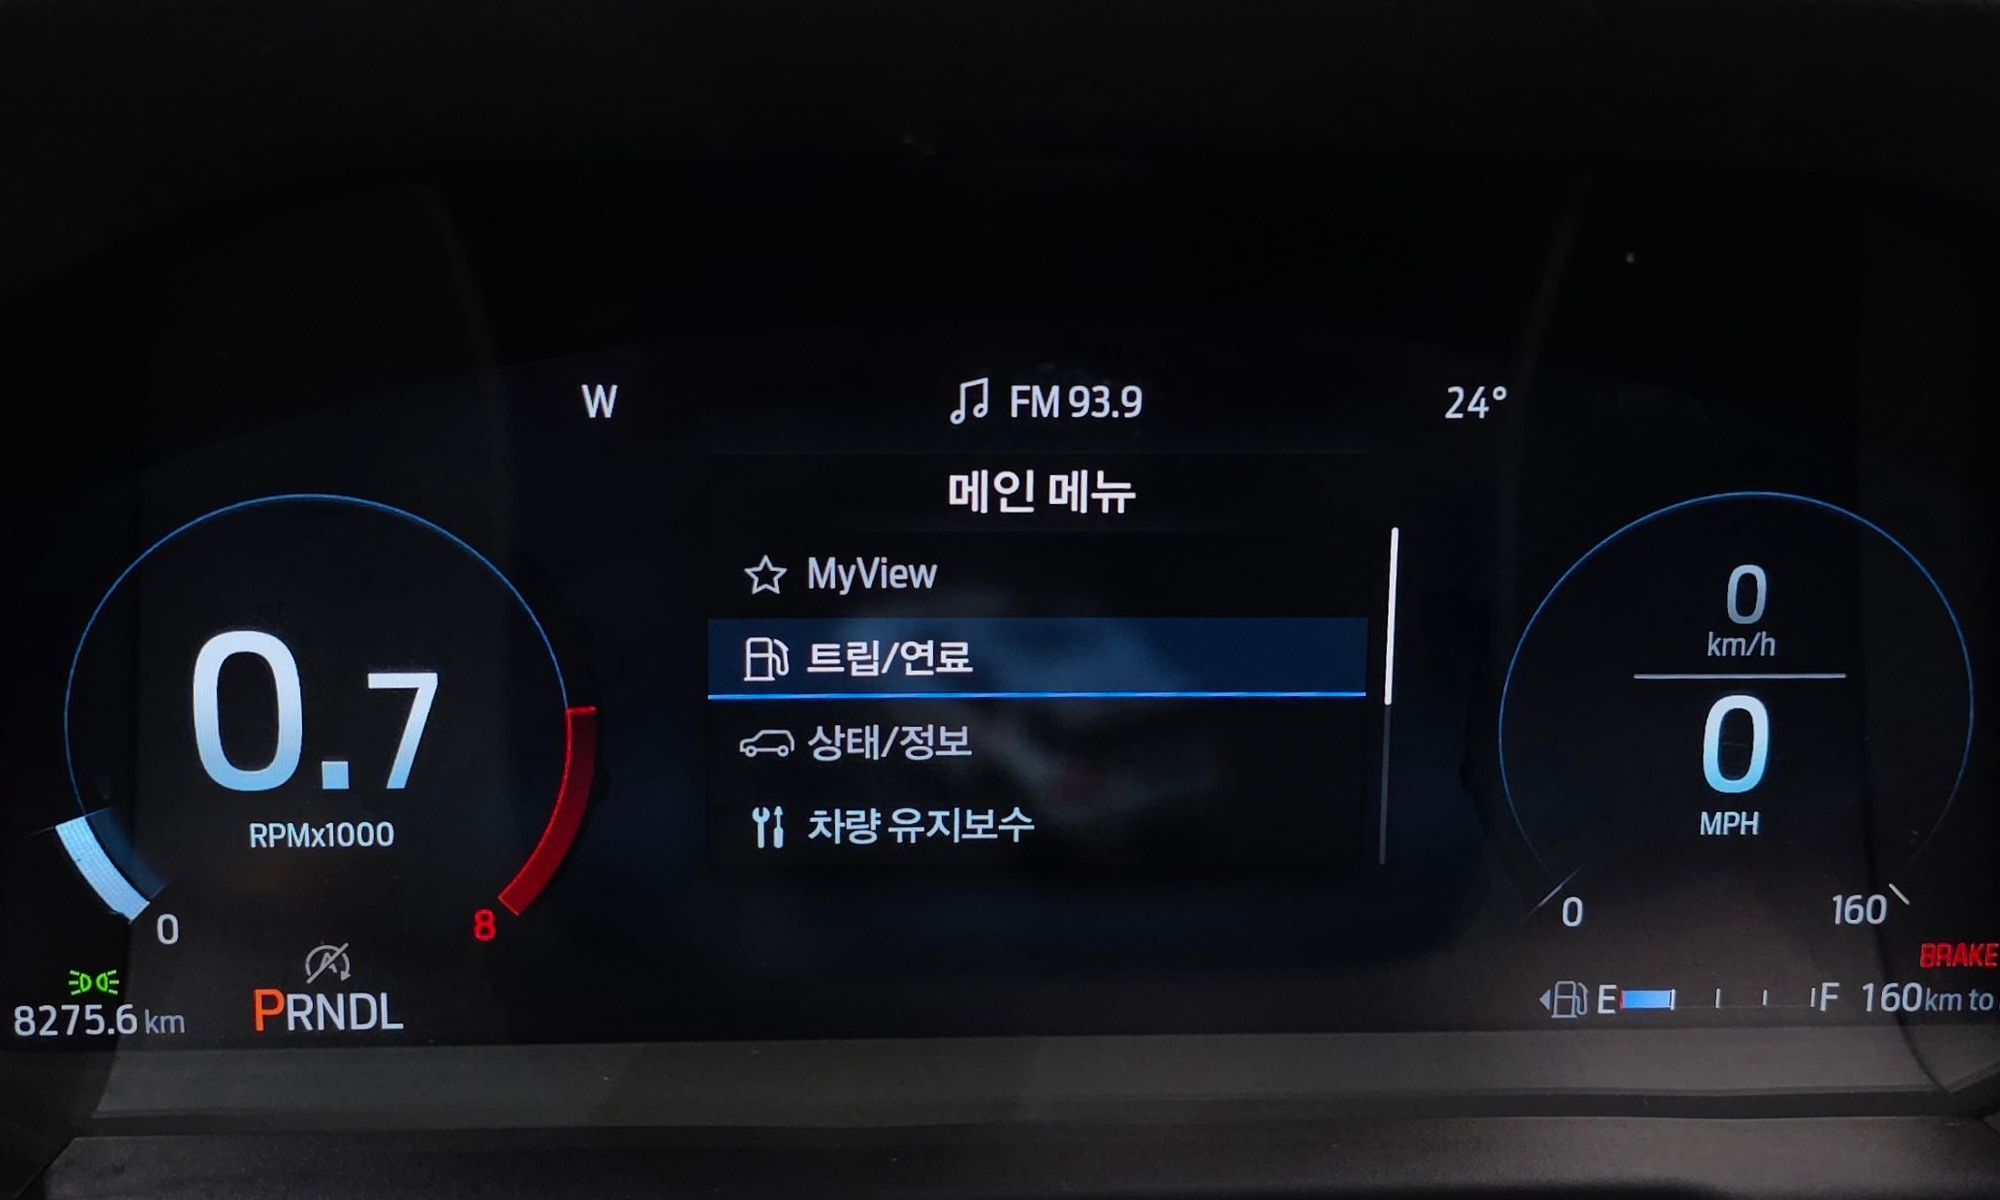 W
FM 93.9
24°
메인 메뉴
MyView
트립/연료
상태/정보
차량 유지보수
0.7
RPMx1000
0
8
0
km/h
0
MPH
0
160
BRAKE
8275.6 km
PRNDL
E
F
160km to